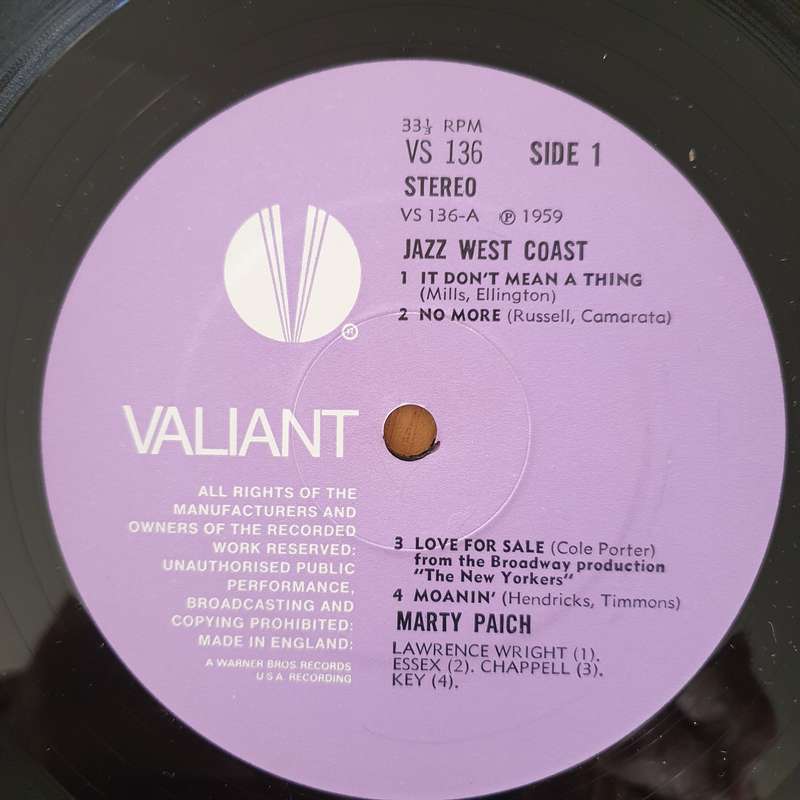 33⅓ RPM
VS 136 SIDE 1
STEREO
VS 136-A ℗ 1959
JAZZ WEST COAST
1 IT DON'T MEAN A THING
(Mills, Ellington)
2 NO MORE (Russell, Camarata)
®
VALIANT
ALL RIGHTS OF THE
MANUFACTURERS AND
OWNERS OF THE RECORDED
WORK RESERVED:
UNAUTHORISED PUBLIC
PERFORMANCE,
BROADCASTING AND
COPYING PROHIBITED:
MADE IN ENGLAND:
A WARNER BROS RECORDS
U S A RECORDING
3 LOVE FOR SALE (Cole Porter)
from the Broadway production
"The New Yorkers"
4 MOANIN' (Hendricks, Timmons)
MARTY PAICH
LAWRENCE WRIGHT (1).
ESSEX (2). CHAPPELL (3).
KEY (4).